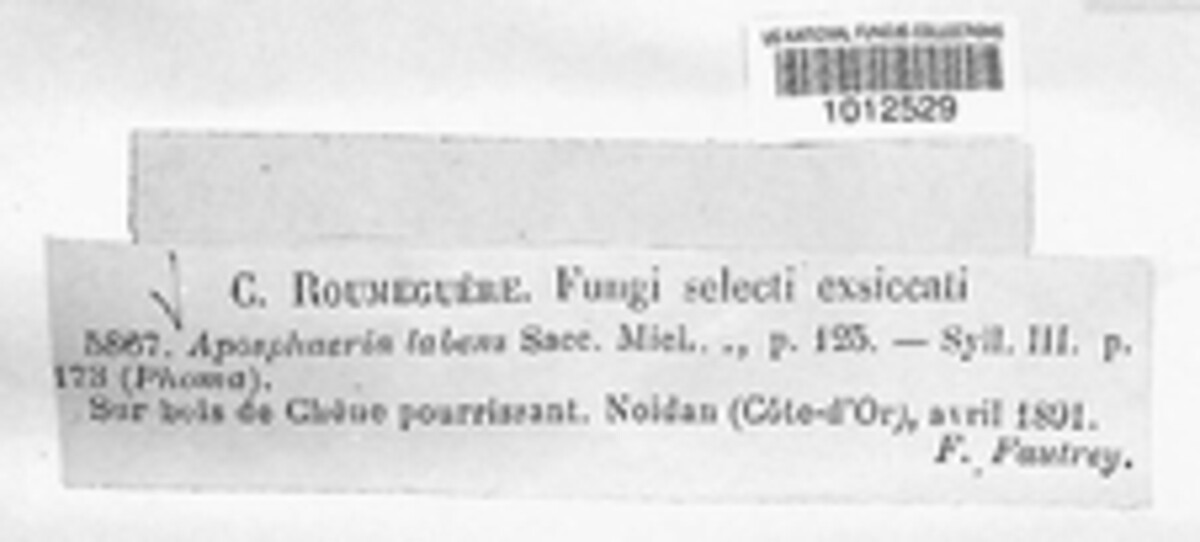 US NATIONAL FUNGUS COLLECTIONS
1012529
C. ROUMEGUÈRE. Fungi selecti exsiccati
5867. Aposphaeria labens Sacc. Micl.. ., p. 125. — Syll. III. p.
173 (Phoma).
Sur bois de Chêne pourrissant. Noidan (Côte-d'Or), avril 1891.
F. Fautrey.